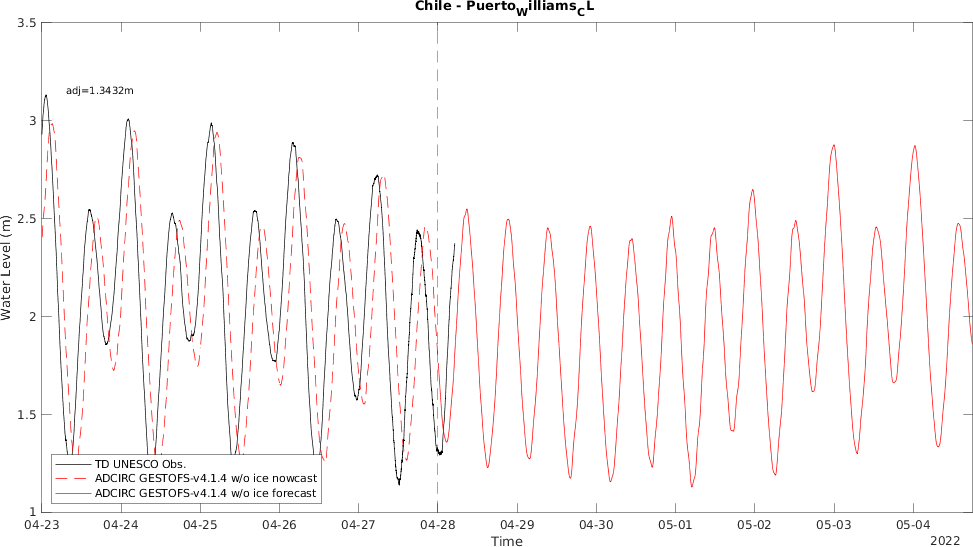 Chile - PuertoWilliamsCL
adj=1.3432m
3.5
3
2.5
2
1.5
1
Water Level (m)
TD UNESCO Obs.
ADCIRC GESTOFS-v4.1.4 w/o ice nowcast
ADCIRC GESTOFS-v4.1.4 w/o ice forecast
04-23 04-24 04-25 04-26 04-27 04-28 04-29 04-30 05-01 05-02 05-03 05-04
Time
2022